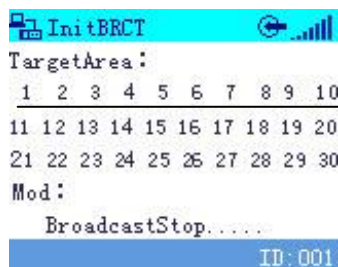 InitBRCT
TargetArea:
1 2 3 4 5 6 7 8 9 10
11 12 13 14 15 16 17 18 19 20
21 22 23 24 25 26 27 28 29 30
Mod:
BroadcastStop.....
ID:001